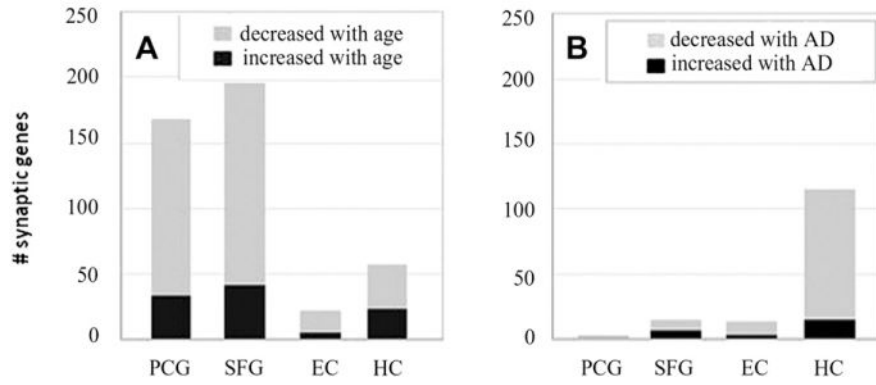 250
200
150
100
50
0
# synaptic genes
A
decreased with age
increased with age
PCG SFG EC HC
250
200
150
100
50
0
B
decreased with AD
increased with AD
PCG SFG EC HC